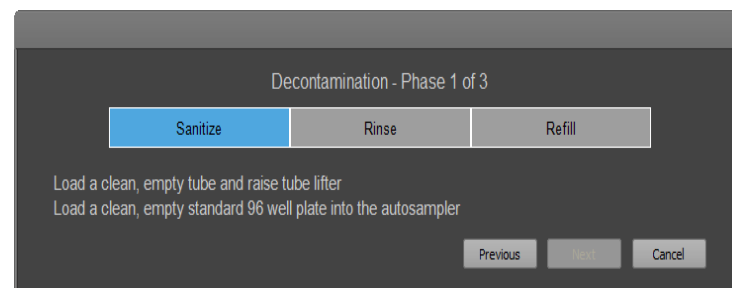 Decontamination - Phase 1 of 3
Sanitize Rinse Refill
Load a clean, empty tube and raise tube lifter
Load a clean, empty standard 96 well plate into the autosampler
Previous Next Cancel